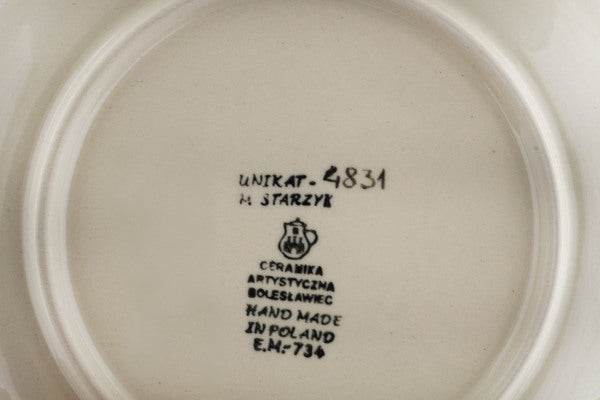 UNIKAT - 4831
M STARZYK
CERAMIKA
ARTYSTYCZNA
BOLESŁAWIEC
HAND MADE
IN POLAND
E.M.-734